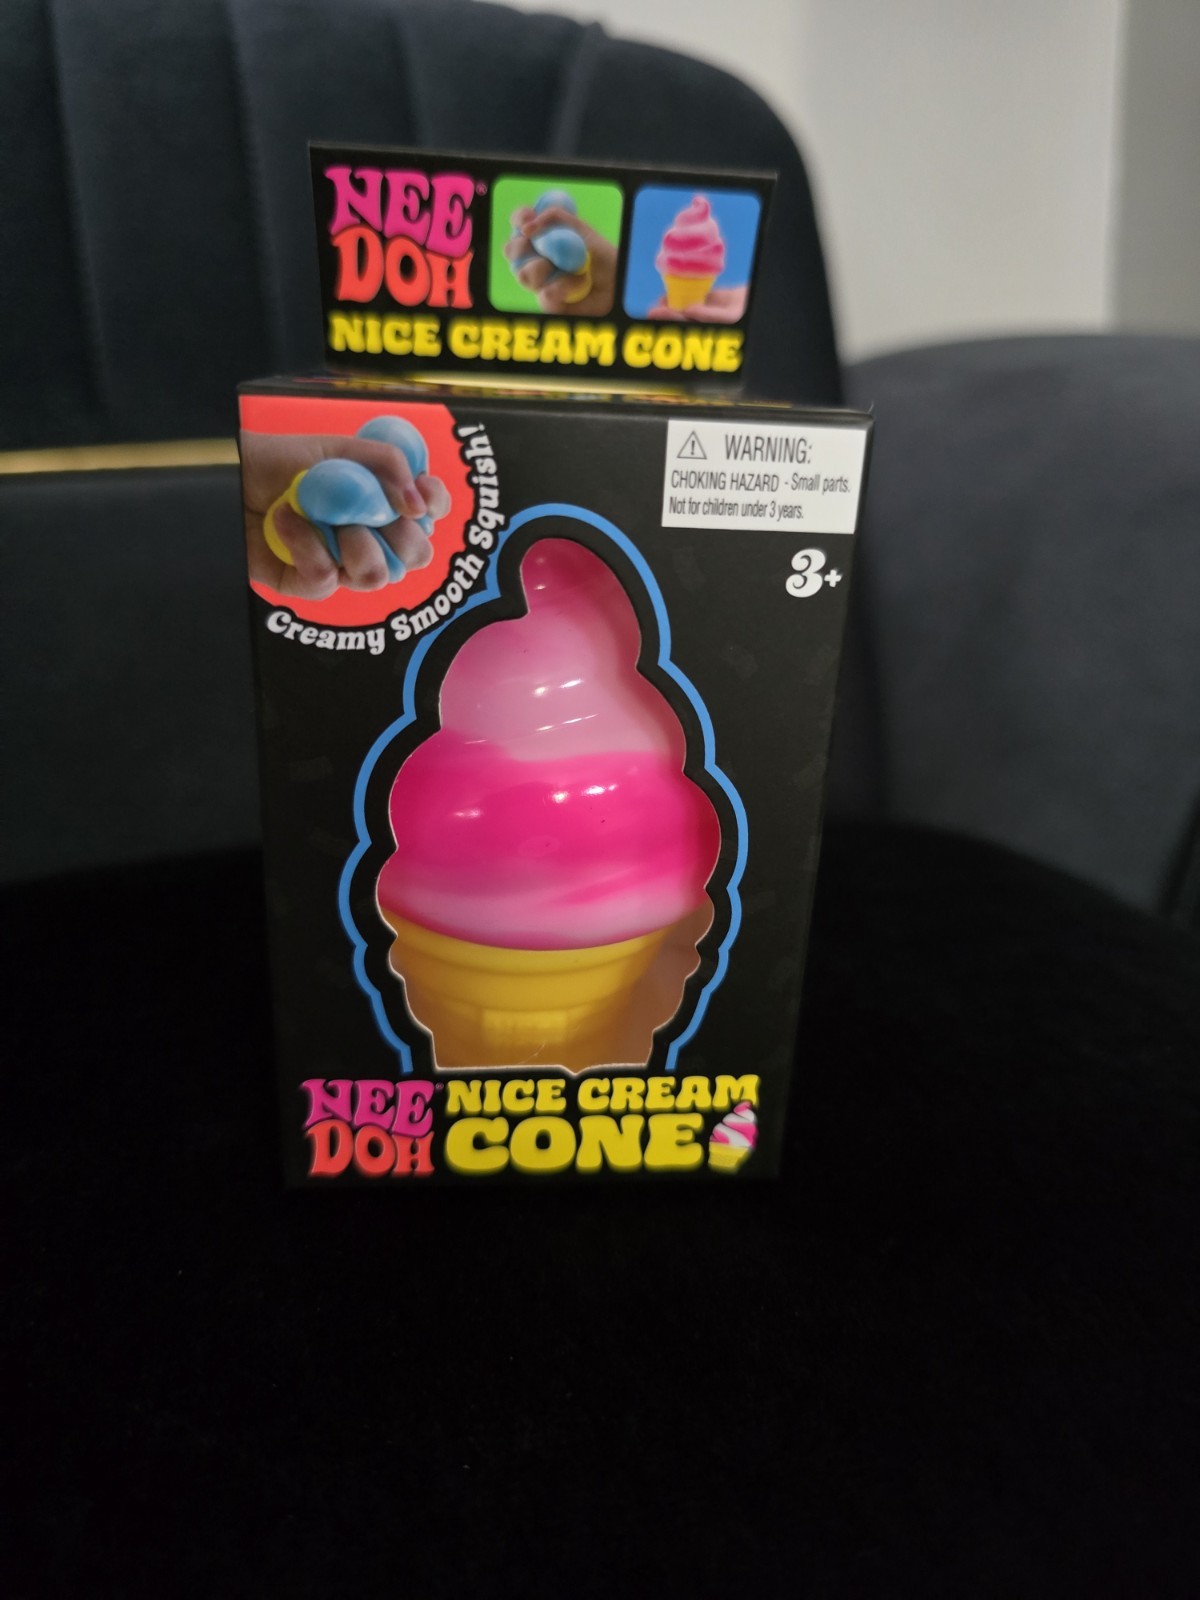 NEE®
DOH
NICE CREAM CONE
Creamy Smooth Squish!
WARNING:
CHOKING HAZARD - Small parts.
Not for children under 3 years.
3+
NEE®
DOH
NICE CREAM
CONE